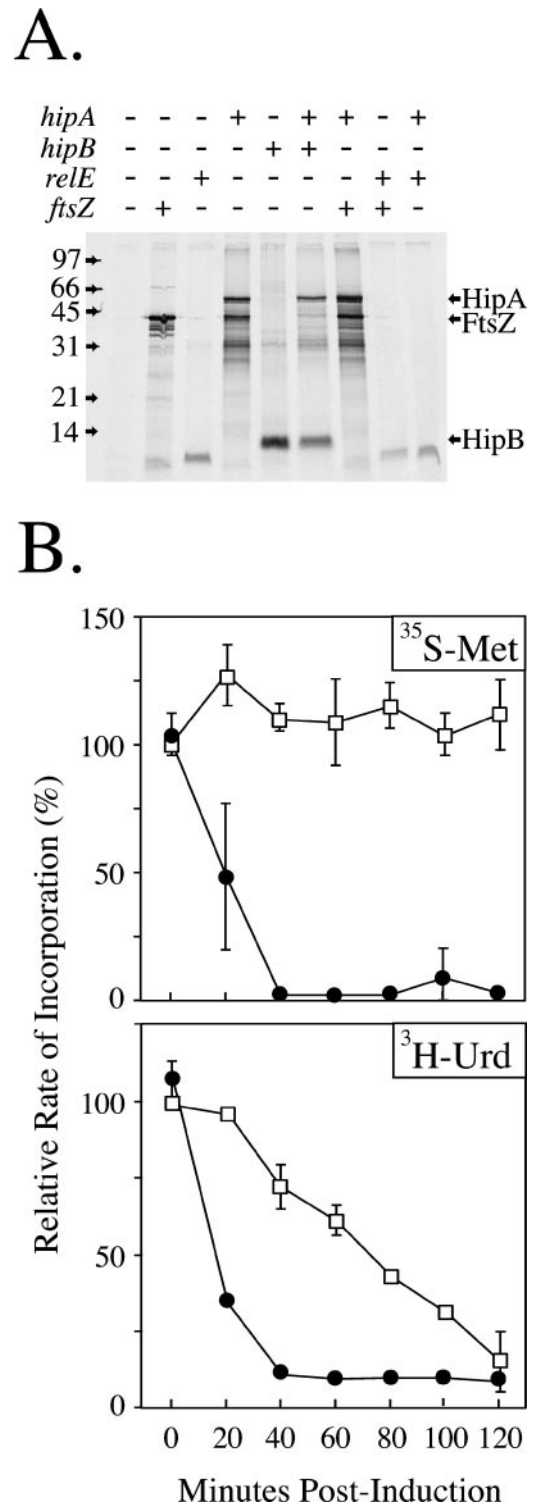 A.
hipA - - - + - + + - +
hipB - - - - + + - - -
relE - - + - - - - + +
ftsZ - + - - - - + + -
97
66
45
31
21
14
HipA
FtsZ
HipB
B.
150
100
50
0
35S-Met
100
50
0
3H-Urd
Relative Rate of Incorporation (%)
0 20 40 60 80 100 120
Minutes Post-Induction